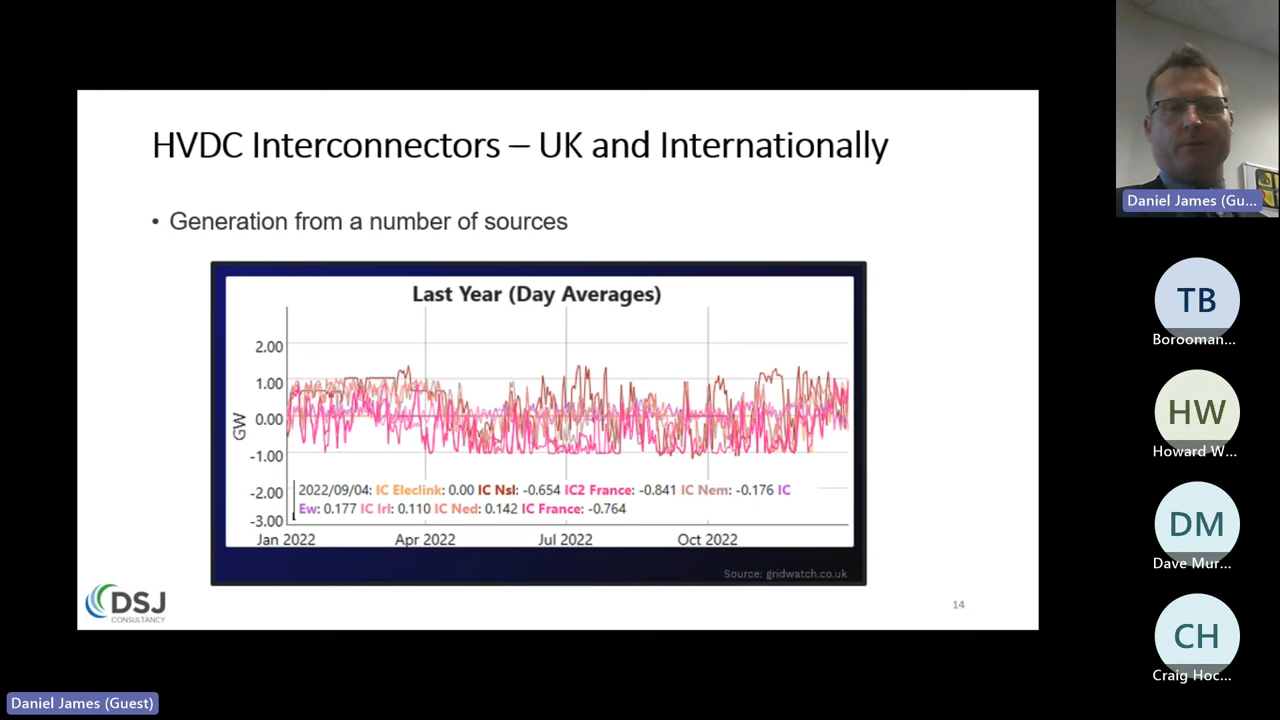 HVDC Interconnectors – UK and Internationally
• Generation from a number of sources
Last Year (Day Averages)
2.00
1.00
0.00
-1.00
-2.00
-3.00
GW
2022/09/04: IC Eleclink: 0.00 IC Nsl: -0.654 IC2 France: -0.841 IC Nem: -0.176 IC
Ew: 0.177 IC Irl: 0.110 IC Ned: 0.142 IC France: -0.764
Jan 2022 Apr 2022 Jul 2022 Oct 2022
Source: gridwatch.co.uk
DSJ
CONSULTANCY
14
Daniel James (Gu...
TB
Borooman...
HW
Howard W...
DM
Dave Mur...
CH
Craig Hoc...
Daniel James (Guest)